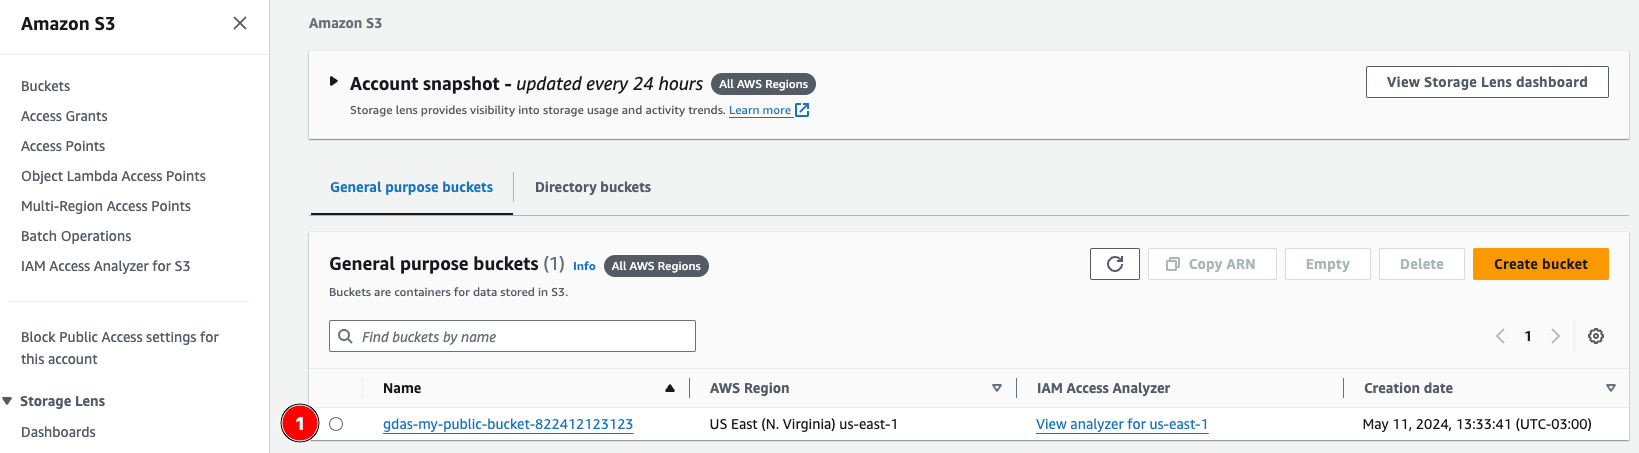 Amazon S3
Buckets
Access Grants
Access Points
Object Lambda Access Points
Multi-Region Access Points
Batch Operations
IAM Access Analyzer for S3
Block Public Access settings for
this account
Storage Lens
Dashboards
Amazon S3
Account snapshot - updated every 24 hours All AWS Regions
View Storage Lens dashboard
Storage lens provides visibility into storage usage and activity trends. Learn more
General purpose buckets Directory buckets
General purpose buckets (1) Info All AWS Regions
Copy ARN Empty Delete Create bucket
Buckets are containers for data stored in S3.
Find buckets by name
1
Name AWS Region IAM Access Analyzer Creation date
1 gdas-my-public-bucket-822412123123 US East (N. Virginia) us-east-1 View analyzer for us-east-1 May 11, 2024, 13:33:41 (UTC-03:00)